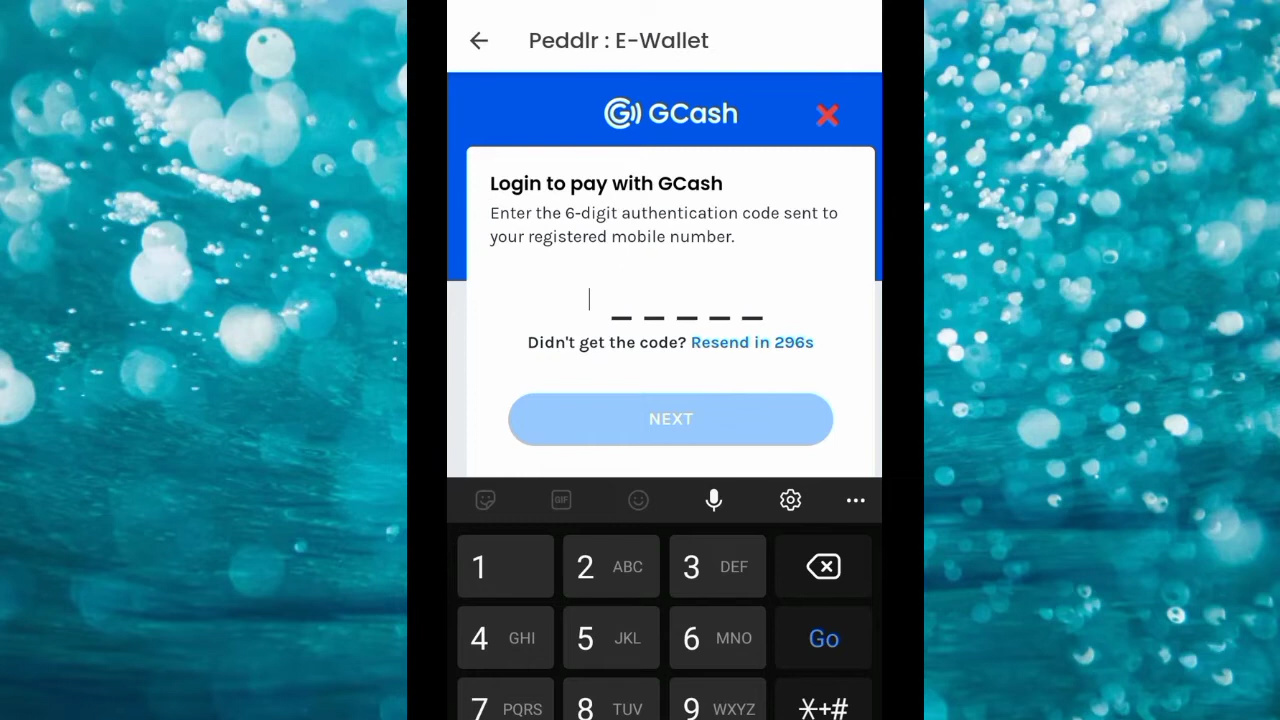 Peddlr : E-Wallet
GCash
Login to pay with GCash
Enter the 6-digit authentication code sent to
your registered mobile number.
Didn't get the code? Resend in 296s
NEXT
GIF
1 2 ABC 3 DEF
4 GHI 5 JKL 6 MNO Go
7 PQRS 8 TUV 9 WXYZ *+#